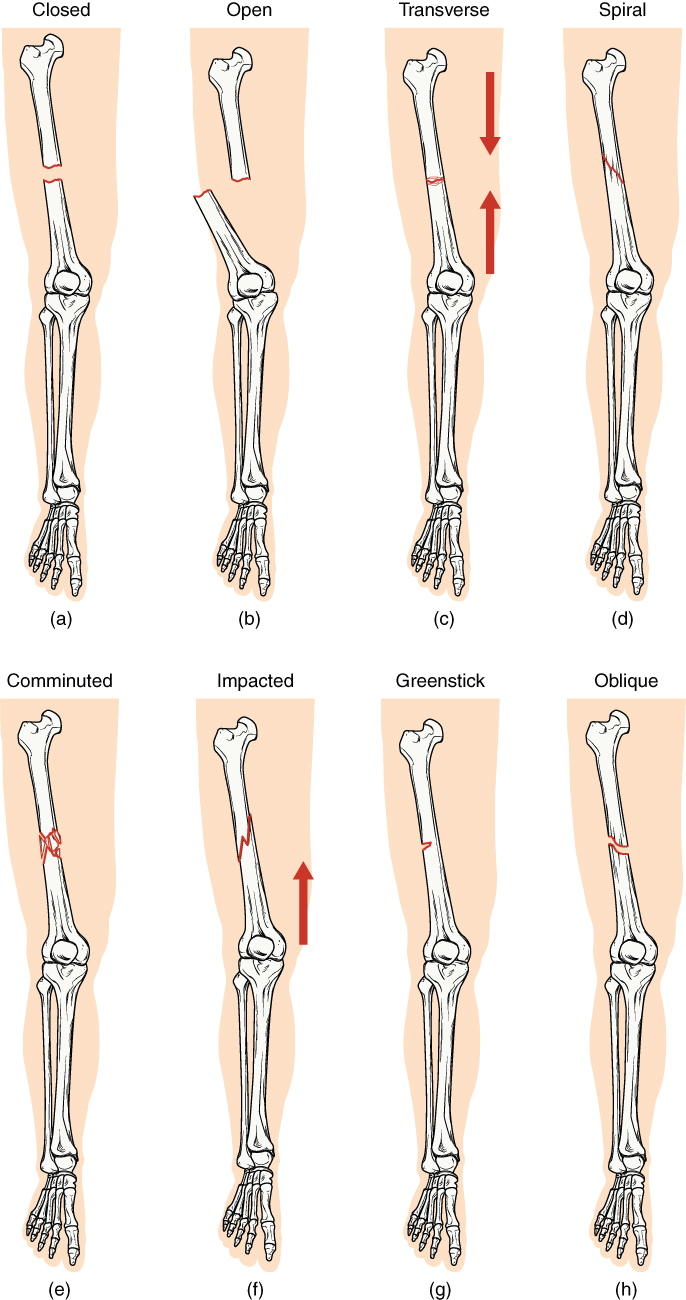 Closed
Open
Transverse
Spiral
(a)
(b)
(c)
(d)
Comminuted
Impacted
Greenstick
Oblique
(e)
(f)
(g)
(h)